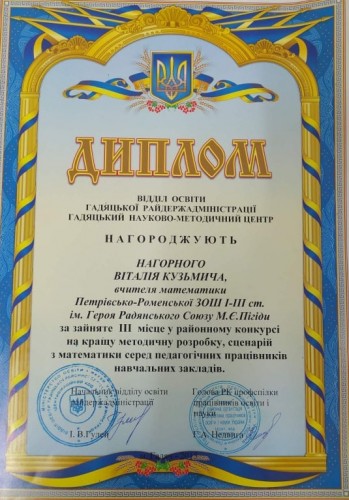 ДИПЛОМ
ВІДДІЛ ОСВІТИ
ГАДЯЦЬКОЇ РАЙДЕРЖАДМІНІСТРАЦІЇ
ГАДЯЦЬКИЙ НАУКОВО-МЕТОДИЧНИЙ ЦЕНТР
НАГОРОДЖУЮТЬ
НАГОРНОГО
ВІТАЛІЯ КУЗЬМИЧА,
вчителя математики
Петрівсько-Роменської ЗОШ І-ІІІ ст.
ім. Героя Радянського Союзу М.Є.Пігіди
за зайняте ІІІ місце у районному конкурсі
на кращу методичну розробку, сценарій
з математики серед педагогічних працівників
навчальних закладів.
Начальник відділу освіти
райдержадміністрації
І.В.Гудей
Голова РК профспілки
працівників освіти і
науки